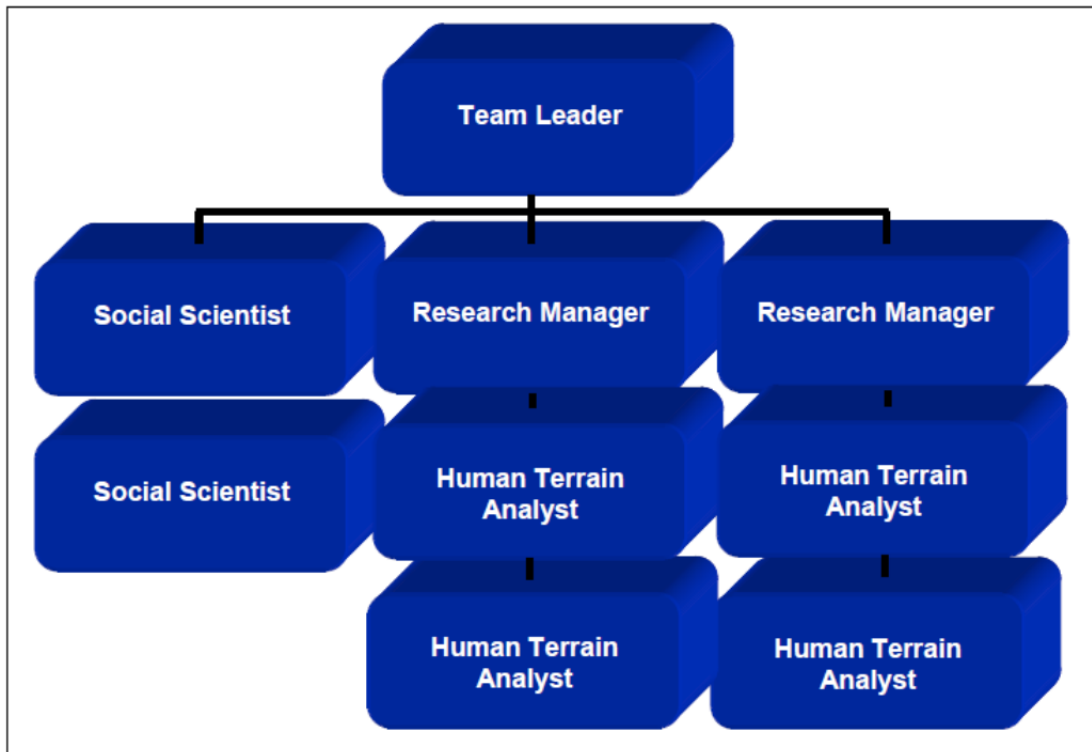 Team Leader
Social Scientist
Research Manager
Research Manager
Social Scientist
Human Terrain
Analyst
Human Terrain
Analyst
Human Terrain
Analyst
Human Terrain
Analyst